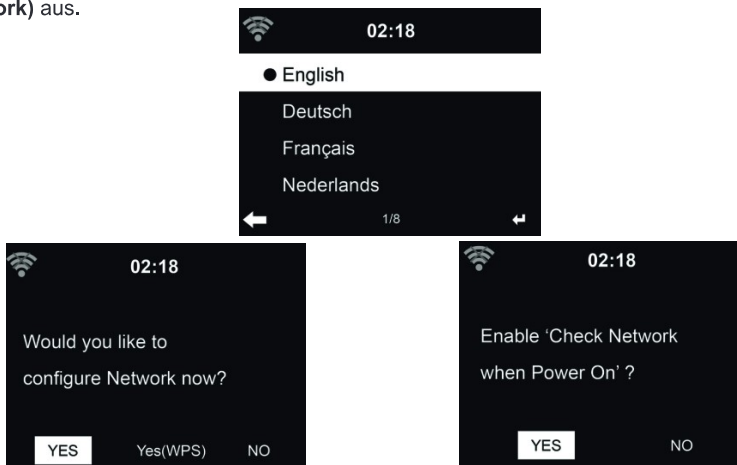 ork) aus.
02:18
English
Deutsch
Français
Nederlands
1/8
02:18
Would you like to
configure Network now?
YES Yes(WPS) NO
02:18
Enable ‘Check Network
when Power On’ ?
YES NO